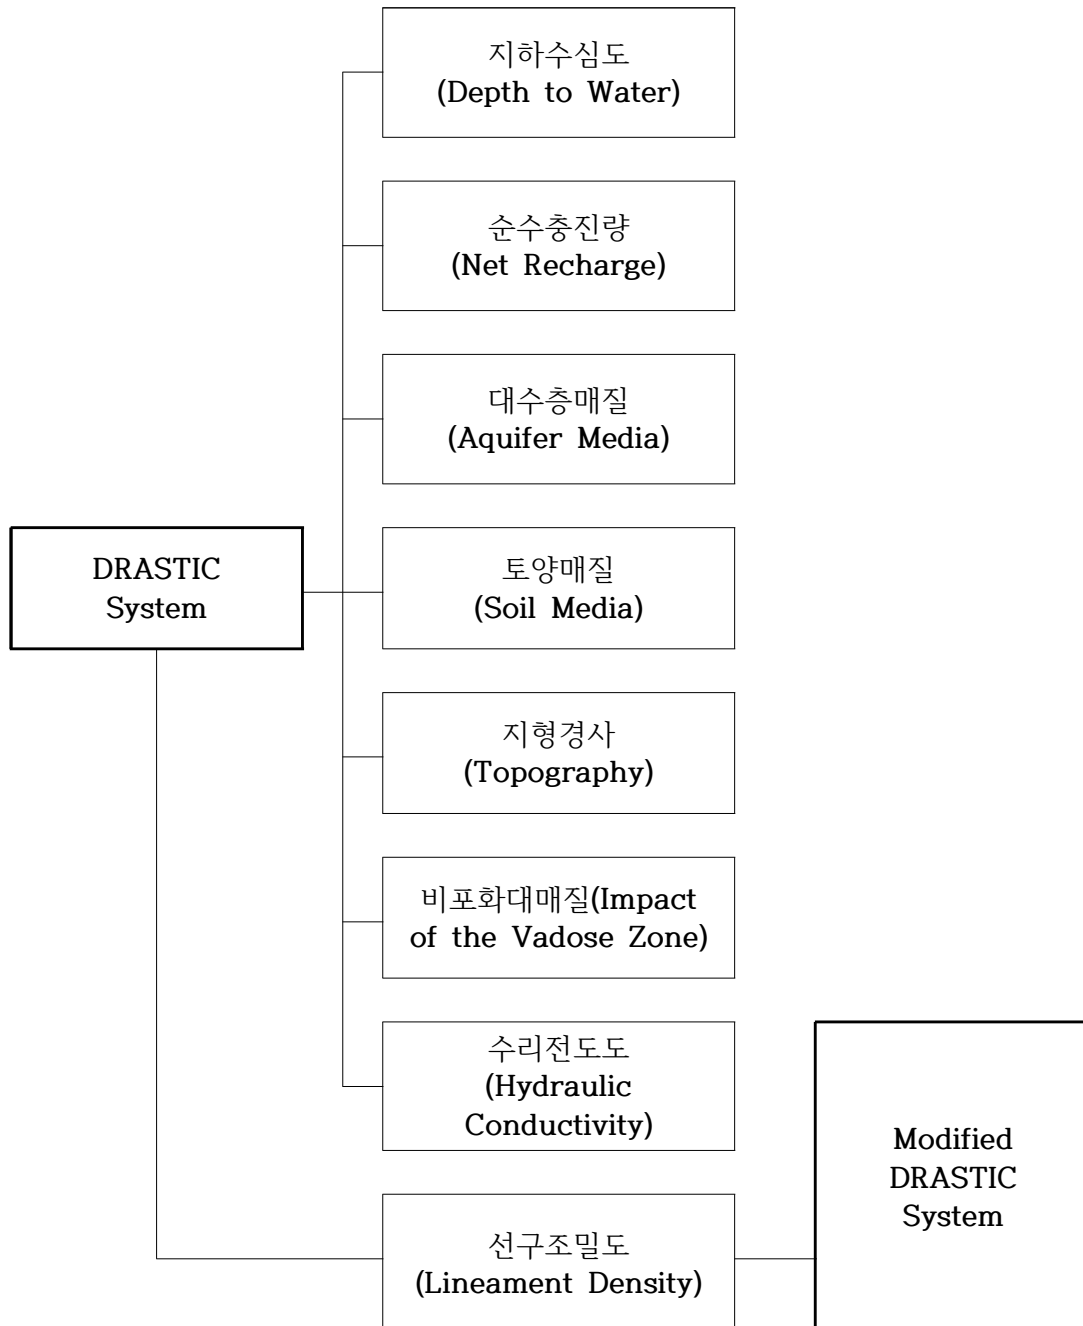 지하수심도
(Depth to Water)
순수충진량
(Net Recharge)
대수층매질
(Aquifer Media)
DRASTIC
System
토양매질
(Soil Media)
지형경사
(Topography)
비포화대매질(Impact
of the Vadose Zone)
수리전도도
(Hydraulic
Conductivity)
선구조밀도
(Lineament Density)
Modified
DRASTIC
System